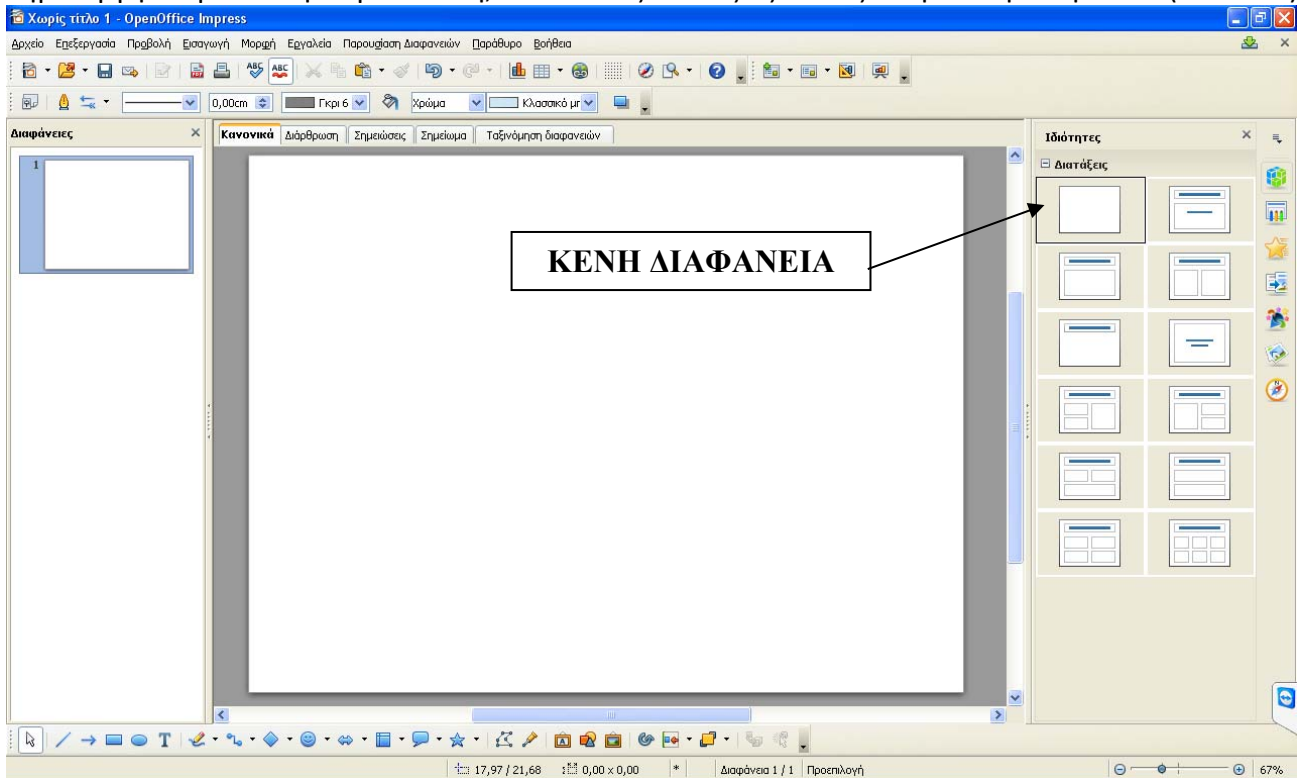 Χωρίς τίτλο 1 - OpenOffice Impress
Αρχείο Επεξεργασία Προβολή Εισαγωγή Μορφή Εργαλεία Παρουσίαση Διαφανειών Παράθυρο Βοήθεια
0,00cm Γκρι 6 Χρώμα Κλασσικό μπ
Διαφάνειες
Κανονικά Διάρθρωση Σημειώσεις Σημείωμα Ταξινόμηση διαφανειών
Ιδιότητες
Διατάξεις
1
ΚΕΝΗ ΔΙΑΦΑΝΕΙΑ
17,97 / 21,68 0,00 x 0,00 * Διαφάνεια 1 / 1 Προεπιλογή 67%